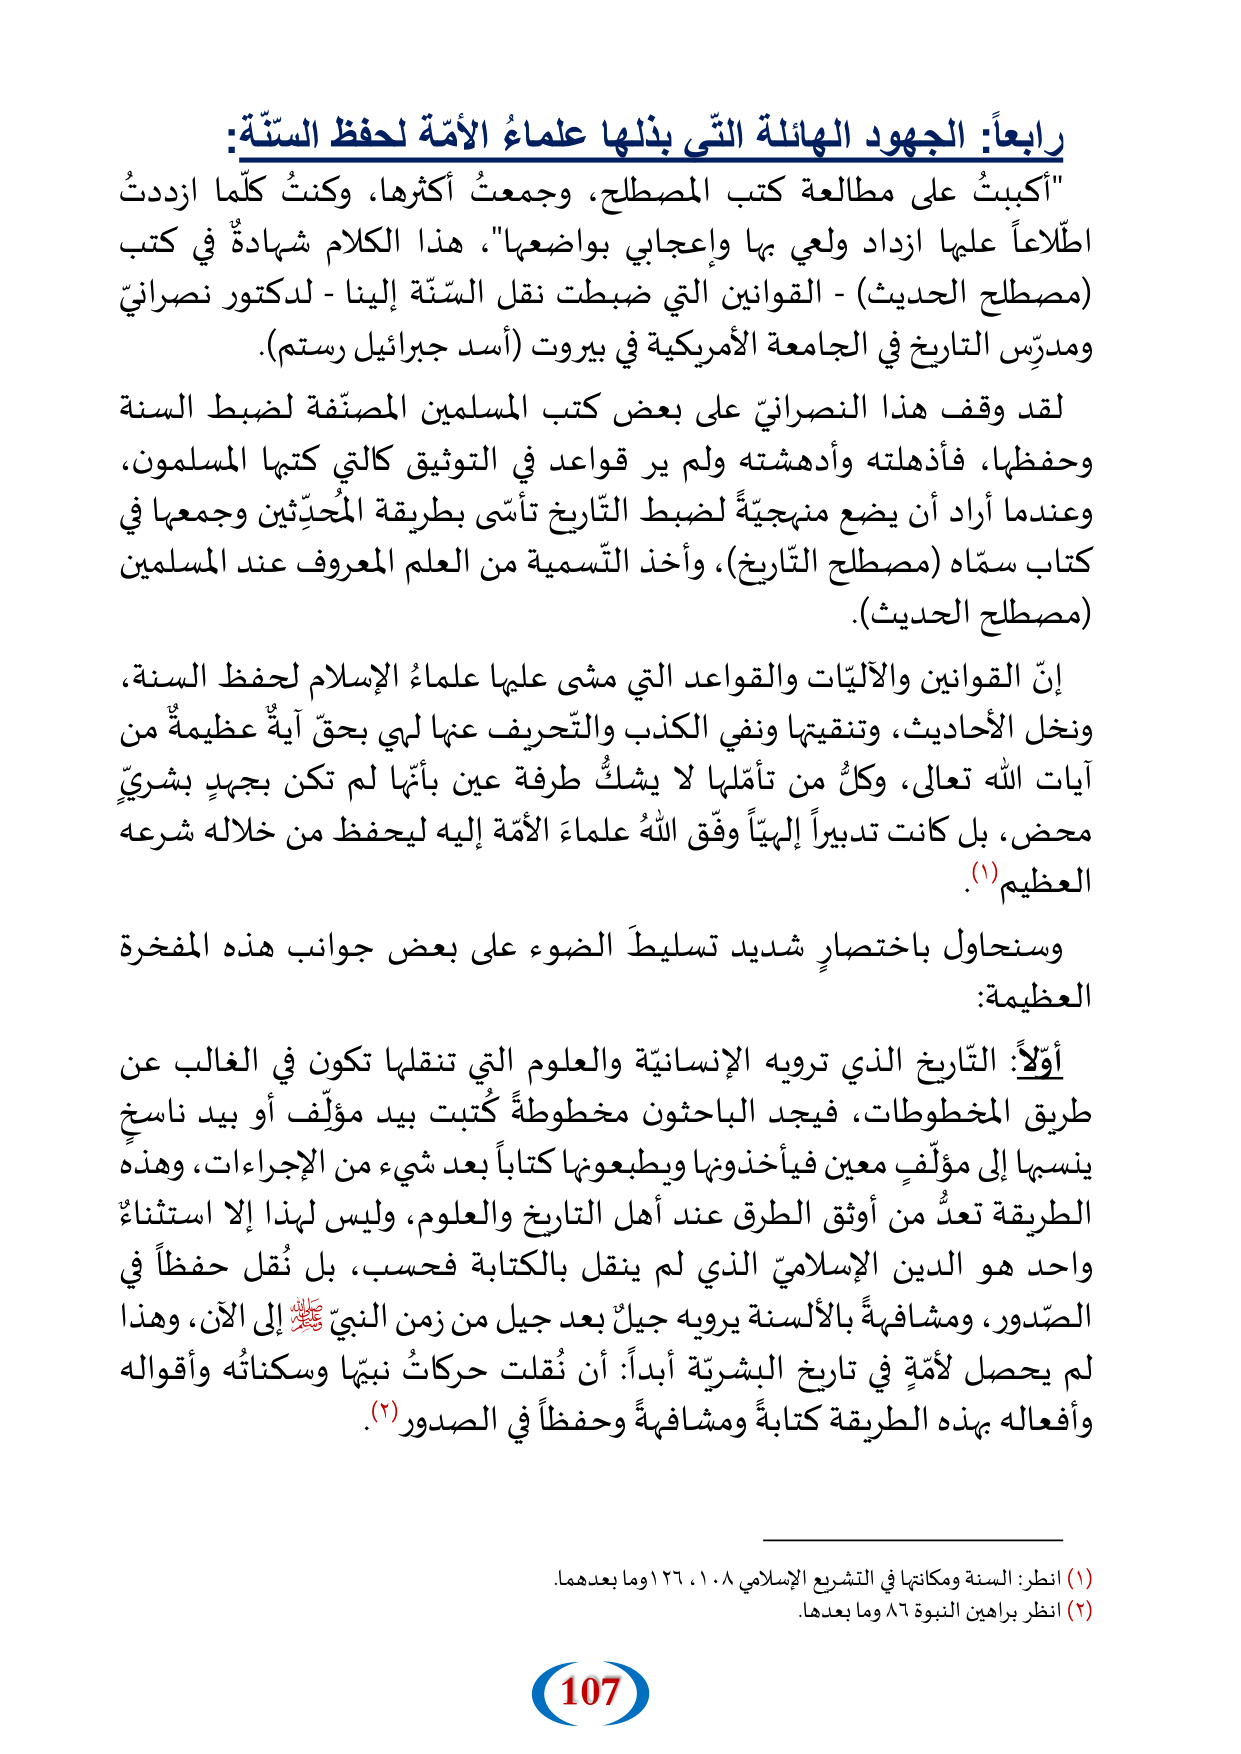 رابعاً: الجهود الهائلة التّي بذلها علماءُ الأمّة لحفظ السّنّة:
"أكببتُ على مطالعة كتب المصطلح، وجمعتُ أكثرها، وكنتُ كلّما ازددتُ
اطّلاعاً عليها ازداد ولعي بها وإعجابي بواضعها"، هذا الكلام شهادةٌ في كتب
(مصطلح الحديث) - القوانين التي ضبطت نقل السّنّة إلينا - لدكتور نصرانيّ
ومدرّسِ التاريخ في الجامعة الأمريكية في بيروت (أسد جبرائيل رستم).
لقد وقف هذا النصرانيّ على بعض كتب المسلمين المصنّفة لضبط السنة
وحفظها، فأذهلته وأدهشته ولم ير قواعد في التوثيق كالتي كتبها المسلمون،
وعندما أراد أن يضع منهجيّةً لضبط التّاريخ تأسّى بطريقة المُحدِّثين وجمعها في
كتاب سمّاه (مصطلح التّاريخ)، وأخذ التّسمية من العلم المعروف عند المسلمين
(مصطلح الحديث).
إنّ القوانين والآليّات والقواعد التي مشى عليها علماءُ الإسلام لحفظ السنة،
ونخل الأحاديث، وتنقيتها ونفي الكذب والتّحريف عنها لهي بحقّ آيةٌ عظيمةٌ من
آيات الله تعالى، وكلُّ من تأمّلها لا يشكُّ طرفة عين بأنّها لم تكن بجهدٍ بشريٍّ
محض، بل كانت تدبيراً إلهيّاً وفّق اللهُ علماءَ الأمّة إليه ليحفظ من خلاله شرعه
العظيم(١).
وسنحاول باختصارٍ شديد تسليطَ الضوء على بعض جوانب هذه المفخرة
العظيمة:
أوّلاً: التّاريخ الذي ترويه الإنسانيّة والعلوم التي تنقلها تكون في الغالب عن
طريق المخطوطات، فيجد الباحثون مخطوطةً كُتبت بيد مؤلِّف أو بيد ناسخٍ
ينسبها إلى مؤلّفٍ معين فيأخذونها ويطبعونها كتاباً بعد شيء من الإجراءات، وهذه
الطريقة تعدُّ من أوثق الطرق عند أهل التاريخ والعلوم، وليس لهذا إلا استثناءٌ
واحد هو الدين الإسلاميّ الذي لم ينقل بالكتابة فحسب، بل نُقل حفظاً في
الصّدور، ومشافهةً بالألسنة يرويه جيلٌ بعد جيل من زمن النبيّ ﷺ إلى الآن، وهذا
لم يحصل لأمّةٍ في تاريخ البشريّة أبداً: أن نُقلت حركاتُ نبيّها وسكناتُه وأقواله
وأفعاله بهذه الطريقة كتابةً ومشافهةً وحفظاً في الصدور(٢).
(١) انظر: السنة ومكانتها في التشريع الإسلامي ١٠٨، ١٢٦وما بعدهما.
(٢) انظر براهين النبوة ٨٦ وما بعدها.
107